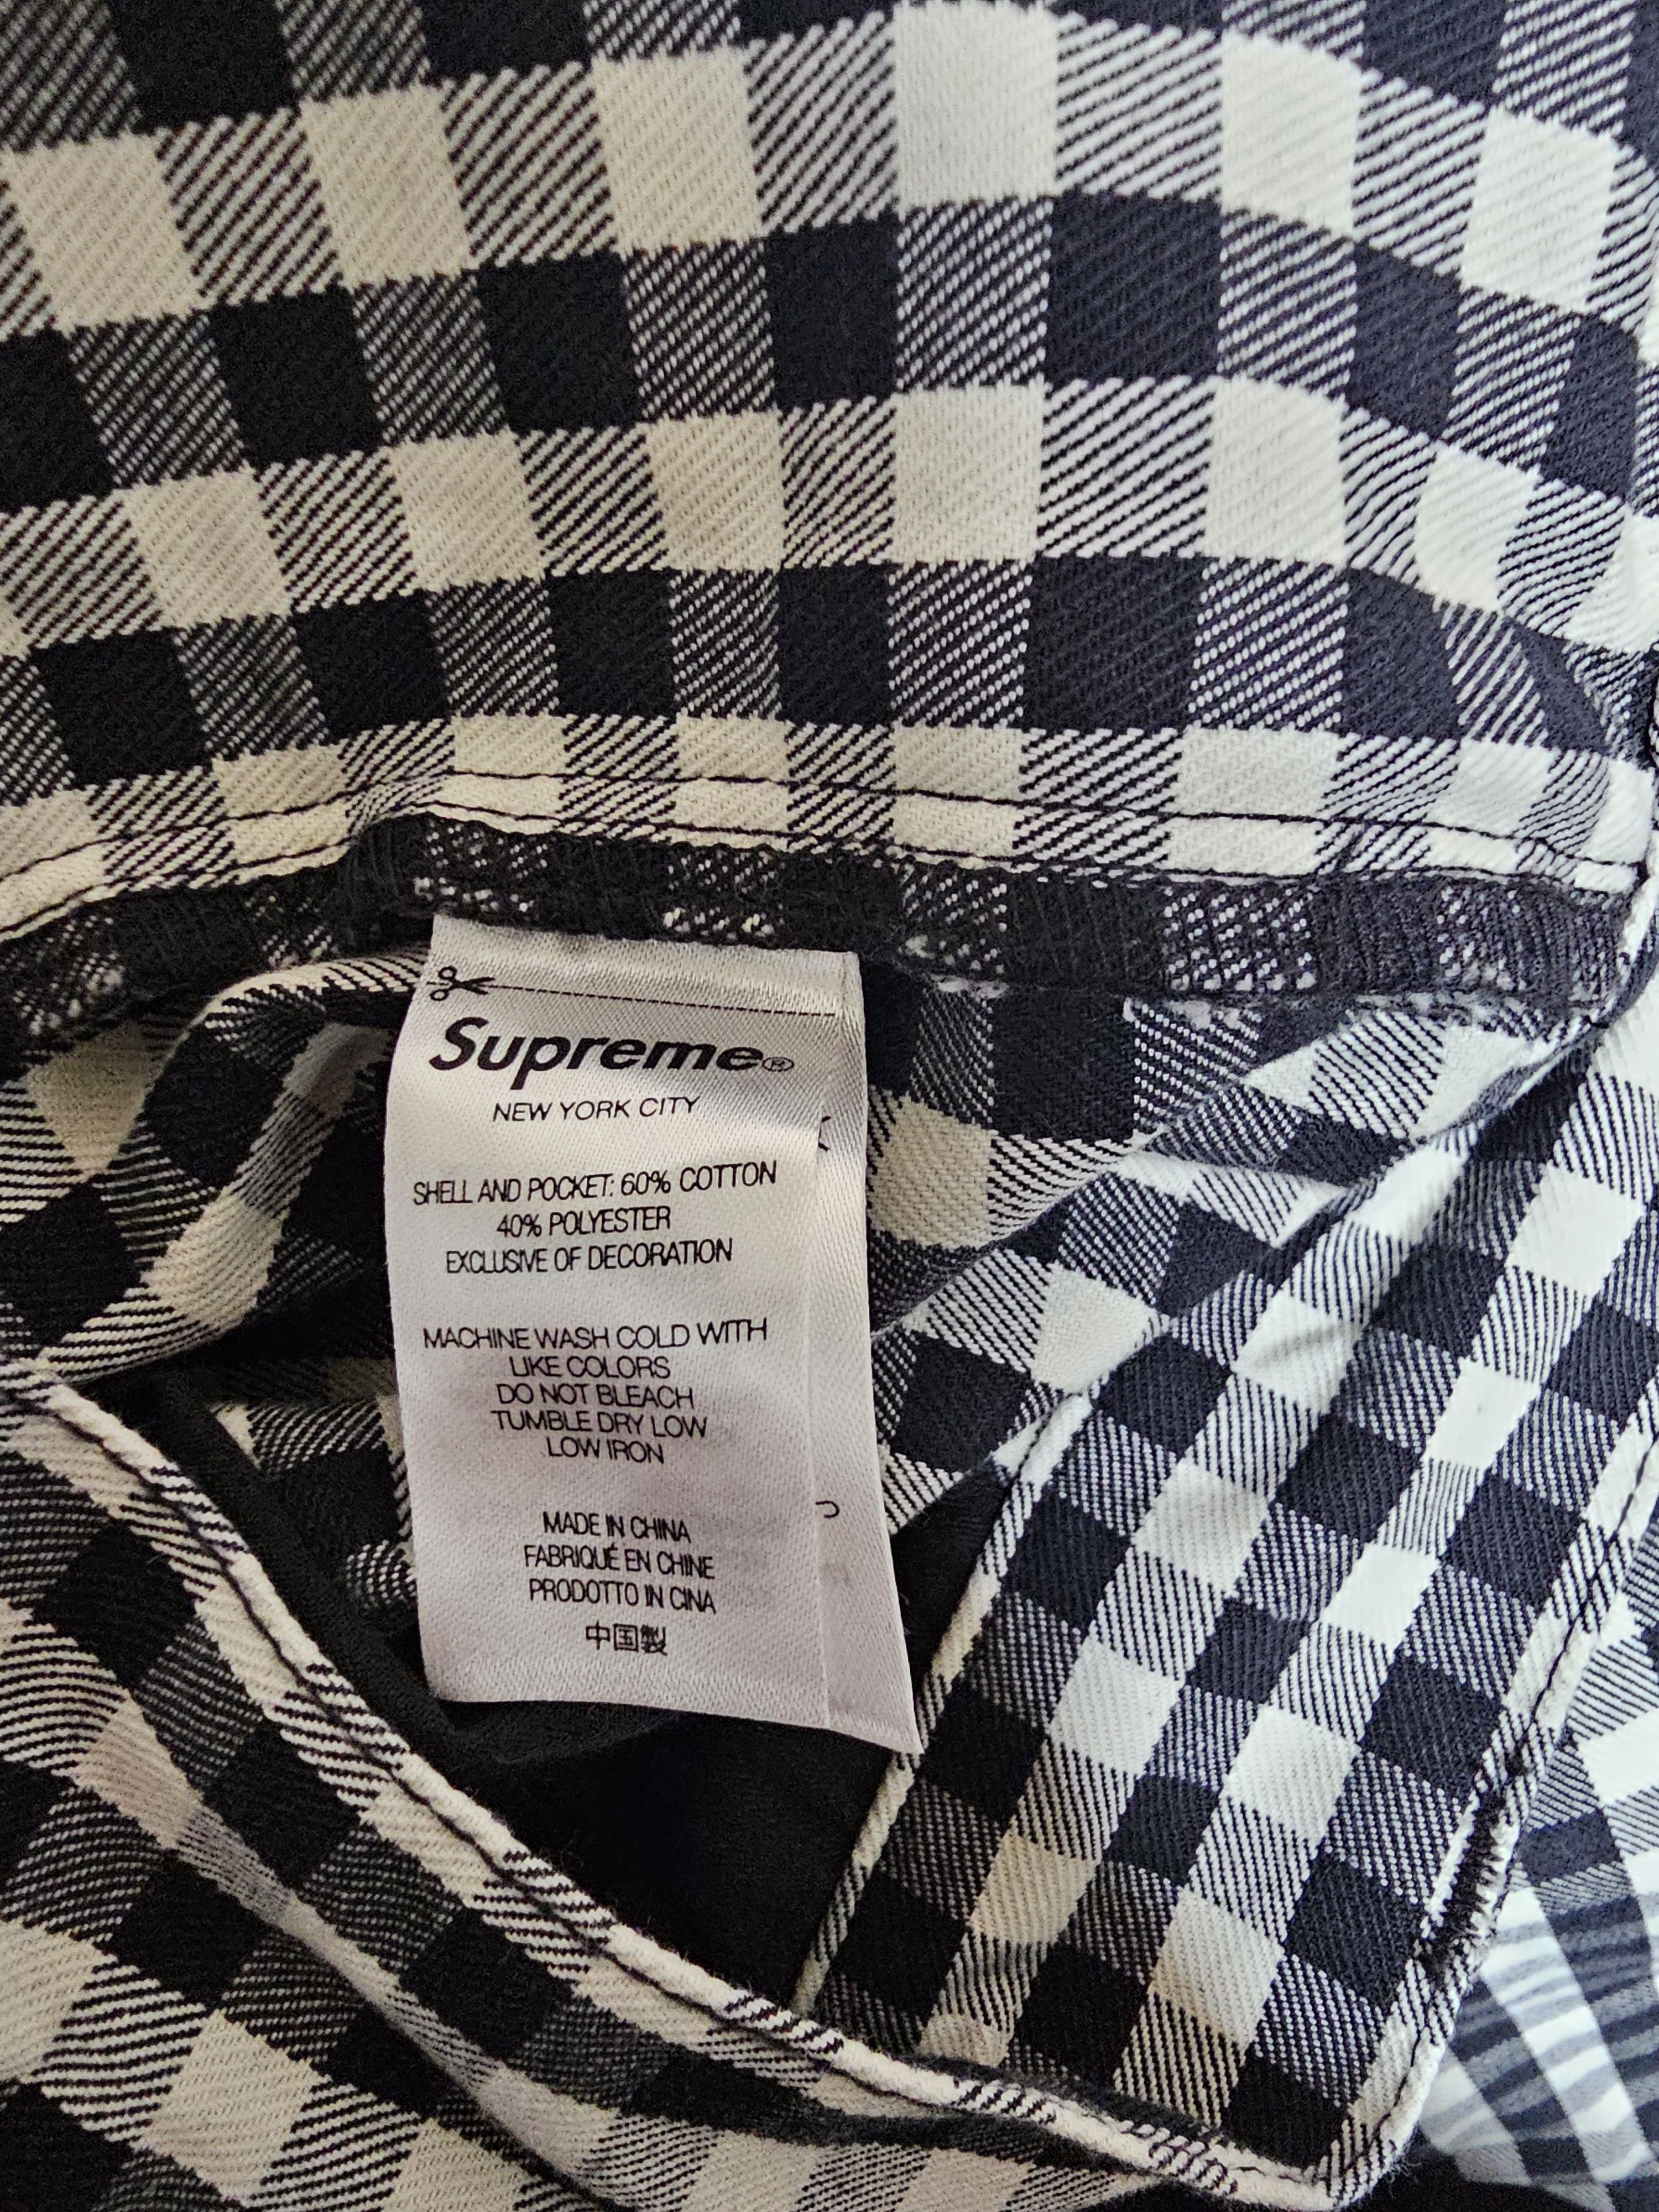 Supreme®
NEW YORK CITY
SHELL AND POCKET: 60% COTTON
40% POLYESTER
EXCLUSIVE OF DECORATION
MACHINE WASH COLD WITH
LIKE COLORS
DO NOT BLEACH
TUMBLE DRY LOW
LOW IRON
MADE IN CHINA
FABRIQUÉ EN CHINE
PRODOTTO IN CINA
中国製